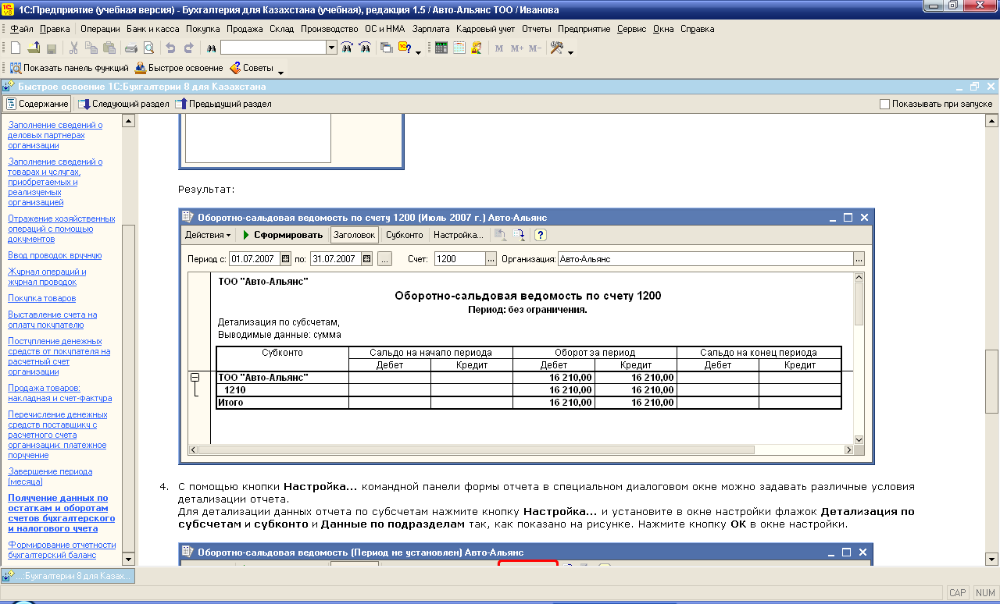 1С:Предприятие (учебная версия) - Бухгалтерия для Казахстана (учебная), редакция 1.5 / Авто-Альянс ТОО / Иванова
Файл Правка Операции Банк и касса Покупка Продажа Склад Производство ОС и НМА Зарплата Кадровый учет Отчеты Предприятие Сервис Окна Справка
M M+ M-
Показать панель функций Быстрое освоение Советы
Быстрое освоение 1С:Бухгалтерии 8 для Казахстана
Содержание Следующий раздел Предыдущий раздел Показывать при запуске
Заполнение сведений о
деловых партнерах
организации
Заполнение сведений о
товарах и услугах,
приобретаемых и
реализуемых
организацией
Отражение хозяйственных
операций с помощью
документов
Ввод проводок вручную
Журнал операций и
журнал проводок
Покупка товаров
Выставление счета на
оплату покупателю
Поступление денежных
средств от покупателя на
расчетный счет
организации
Продажа товаров:
накладная и счет-фактура
Перечисление денежных
средств поставщику с
расчетного счета
организации: платежное
поручение
Завершение периода
(месяца)
Получение данных по
остаткам и оборотам
счетов бухгалтерского
и налогового учета
Формирование отчетности
бухгалтерский баланс
Результат:
Оборотно-сальдовая ведомость по счету 1200 (Июль 2007 г.) Авто-Альянс
Действия Сформировать Заголовок Субконто Настройка...
Период с: 01.07.2007 по: 31.07.2007 ... Счет: 1200 ... Организация: Авто-Альянс ...
ТОО "Авто-Альянс"
Оборотно-сальдовая ведомость по счету 1200
Период: без ограничения.
Детализация по субсчетам,
Выводимые данные: сумма
Субконто Сальдо на начало периода Оборот за период Сальдо на конец периода
Дебет Кредит Дебет Кредит Дебет Кредит
ТОО "Авто-Альянс" 16 210,00 16 210,00
1210 16 210,00 16 210,00
Итого 16 210,00 16 210,00
4. С помощью кнопки Настройка... командной панели формы отчета в специальном диалоговом окне можно задавать различные условия
детализации отчета.
Для детализации данных отчета по субсчетам нажмите кнопку Настройка... и установите в окне настройки флажок Детализация по
субсчетам и субконто и Данные по подразделам так, как показано на рисунке. Нажмите кнопку ОК в окне настройки.
Оборотно-сальдовая ведомость (Период не установлен) Авто-Альянс
...:Бухгалтерии 8 для Казах...
CAP NUM